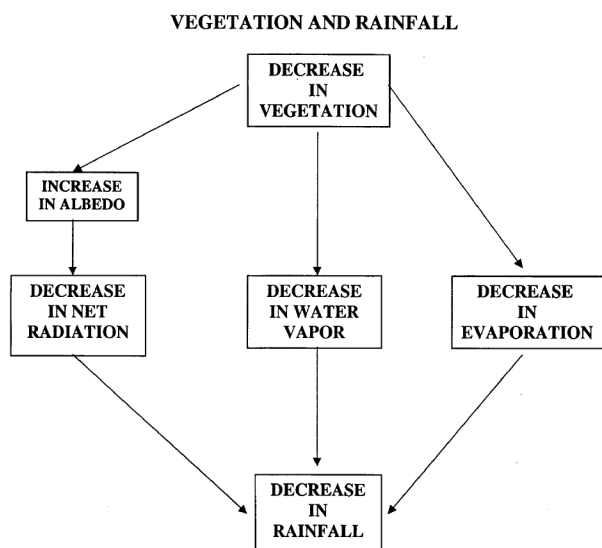 VEGETATION AND RAINFALL
DECREASE
IN
VEGETATION
INCREASE
IN ALBEDO
DECREASE
IN NET
RADIATION
DECREASE
IN WATER
VAPOR
DECREASE
IN
EVAPORATION
DECREASE
IN
RAINFALL